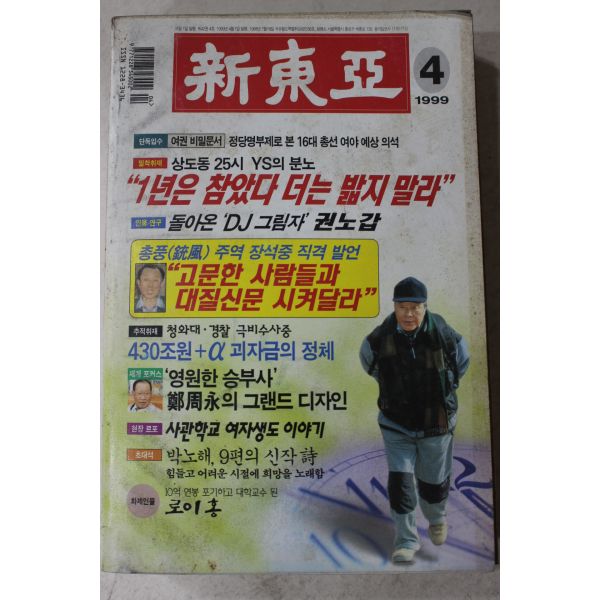 ISSN 1228-3436
04
新東亞
4
1999
단독입수 여권 비밀문서 정당명부제로 본 16대 총선 여야 예상 의석
밀착취재 상도동 25시 YS의 분노
“1년은 참았다 더는 밟지 말라”
인물연구 돌아온 ‘DJ 그림자’ 권노갑
총풍(銃風) 주역 장석중 직격 발언
“고문한 사람들과
대질신문 시켜달라”
추적취재 청와대·경찰 극비수사중
430조원+α 괴자금의 정체
세계 포커스 ‘영원한 승부사’
鄭周永의 그랜드 디자인
현장 르포 사관학교 여자생도 이야기
초대석 박노해, 9편의 신작 詩
힘들고 어려운 시절에 희망을 노래함
화제인물 10억 연봉 포기하고 대학교수 된
로이 홍